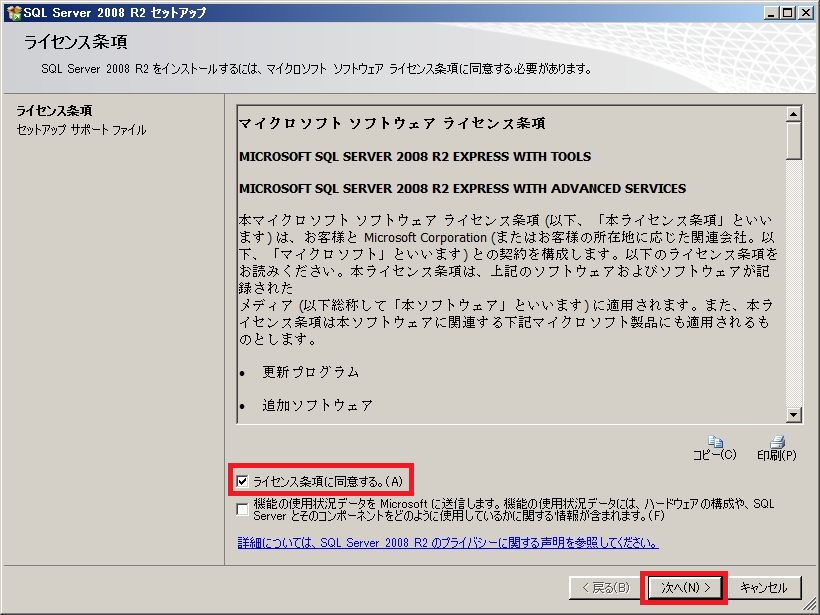 SQL Server 2008 R2 セットアップ
ライセンス条項
SQL Server 2008 R2 をインストールするには、マイクロソフト ソフトウェア ライセンス条項に同意する必要があります。
ライセンス条項
セットアップ サポート ファイル
マイクロソフト ソフトウェア ライセンス条項
MICROSOFT SQL SERVER 2008 R2 EXPRESS WITH TOOLS
MICROSOFT SQL SERVER 2008 R2 EXPRESS WITH ADVANCED SERVICES
本マイクロソフト ソフトウェア ライセンス条項 (以下、「本ライセンス条項」といい
ます) は、お客様と Microsoft Corporation (またはお客様の所在地に応じた関連会社。以
下、「マイクロソフト」といいます) との契約を構成します。以下のライセンス条項を
お読みください。本ライセンス条項は、上記のソフトウェアおよびソフトウェアが記
録された
メディア (以下総称して「本ソフトウェア」といいます) に適用されます。また、本ラ
イセンス条項は本ソフトウェアに関連する下記マイクロソフト製品にも適用されるも
のとします。
• 更新プログラム
• 追加ソフトウェア
コピー(C)
印刷(P)
ライセンス条項に同意する。(A)
機能の使用状況データを Microsoft に送信します。機能の使用状況データには、ハードウェアの構成や、SQL
Server とそのコンポーネントをどのように使用しているかに関する情報が含まれます。(F)
詳細については、SQL Server 2008 R2 のプライバシーに関する声明を参照してください。
< 戻る(B)
次へ(N) >
キャンセル